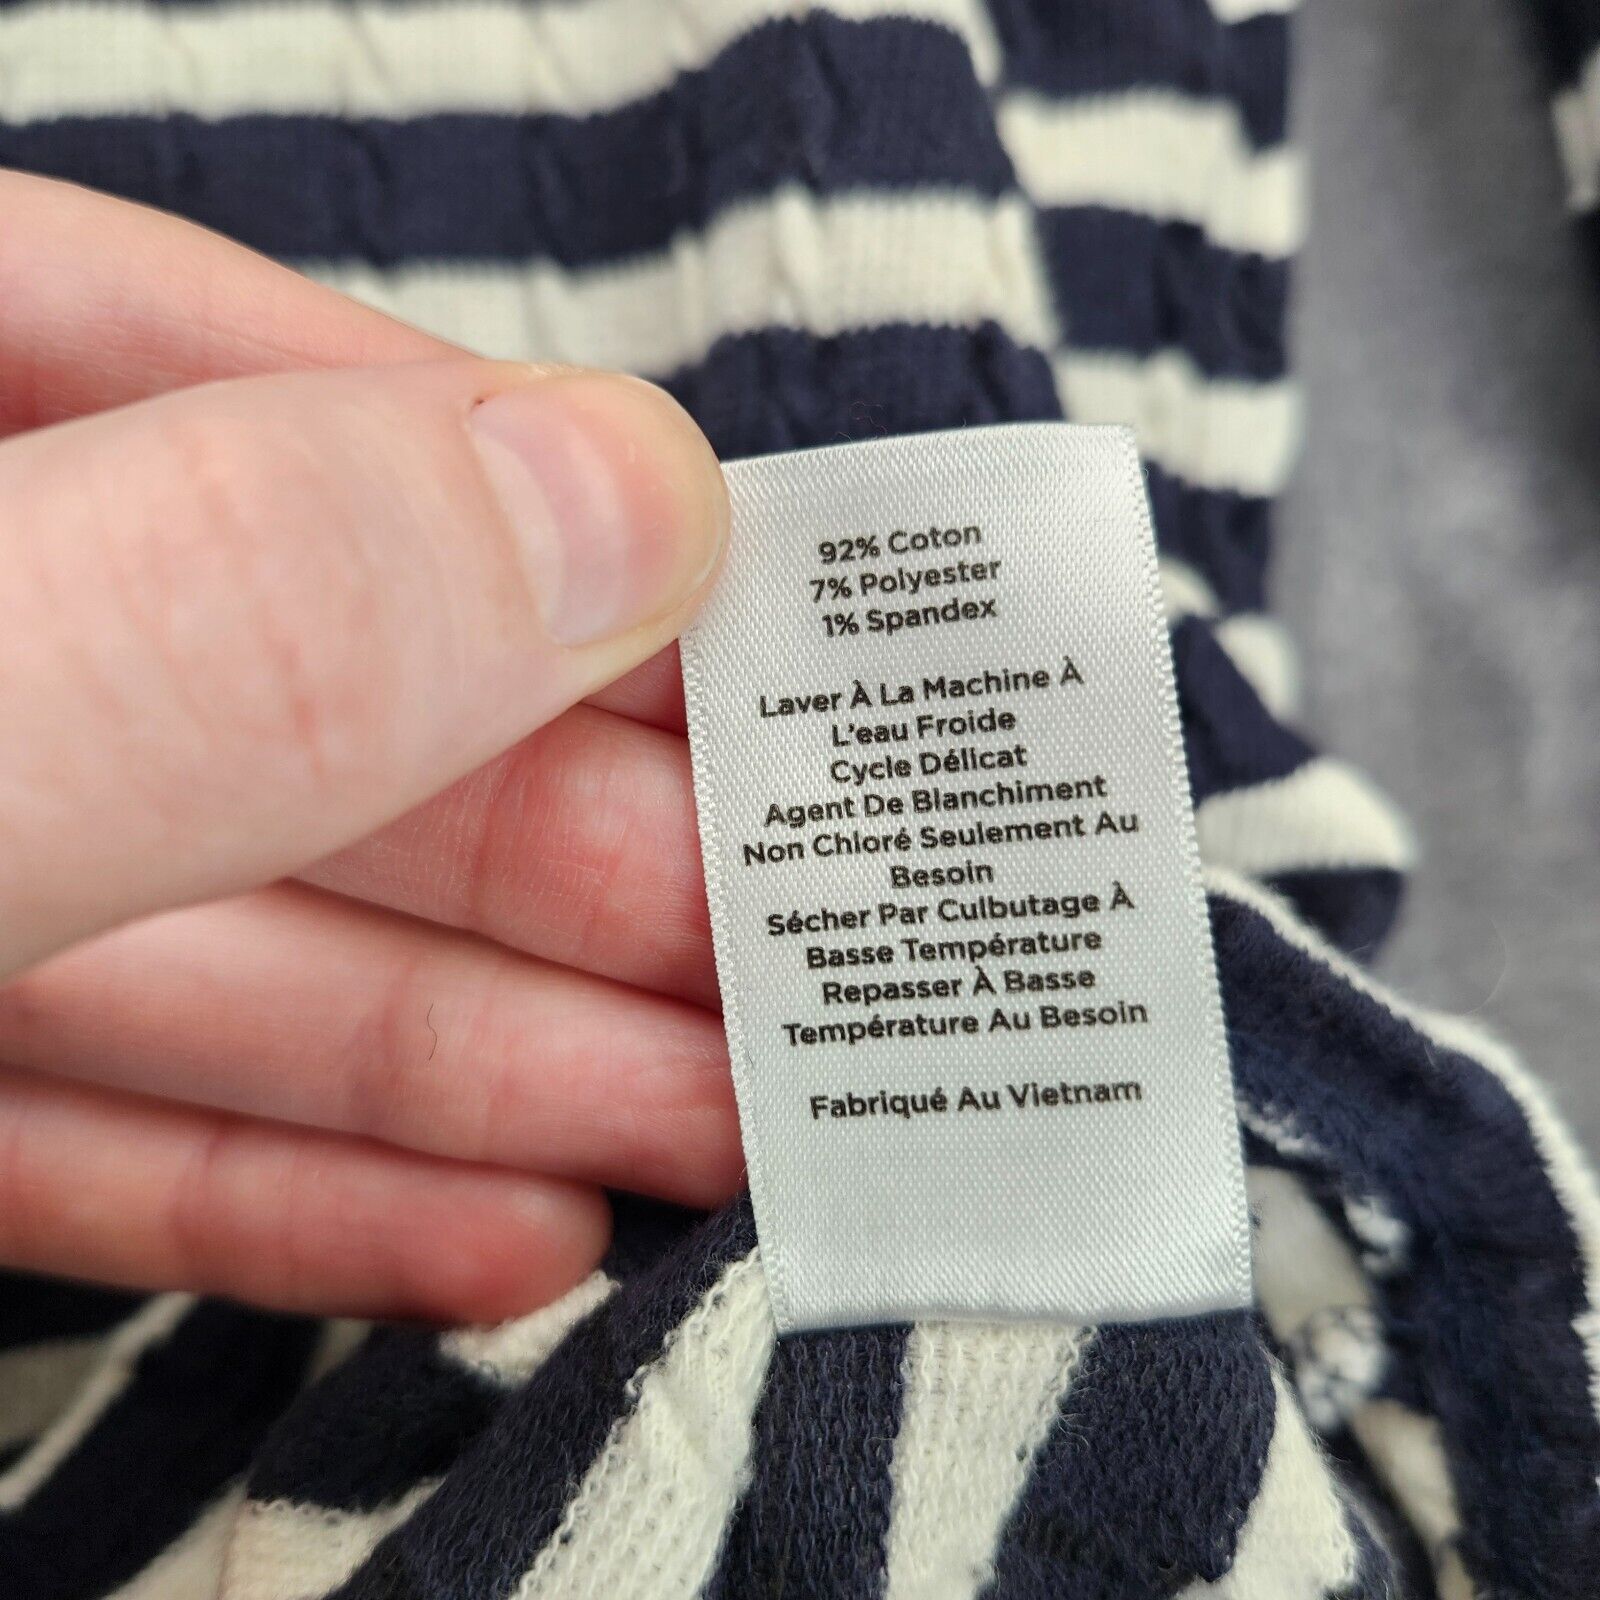 92% Coton
7% Polyester
1% Spandex
Laver À La Machine À
L'eau Froide
Cycle Délicat
Agent De Blanchiment
Non Chloré Seulement Au
Besoin
Sécher Par Culbutage À
Basse Température
Repasser À Basse
Température Au Besoin
Fabriqué Au Vietnam